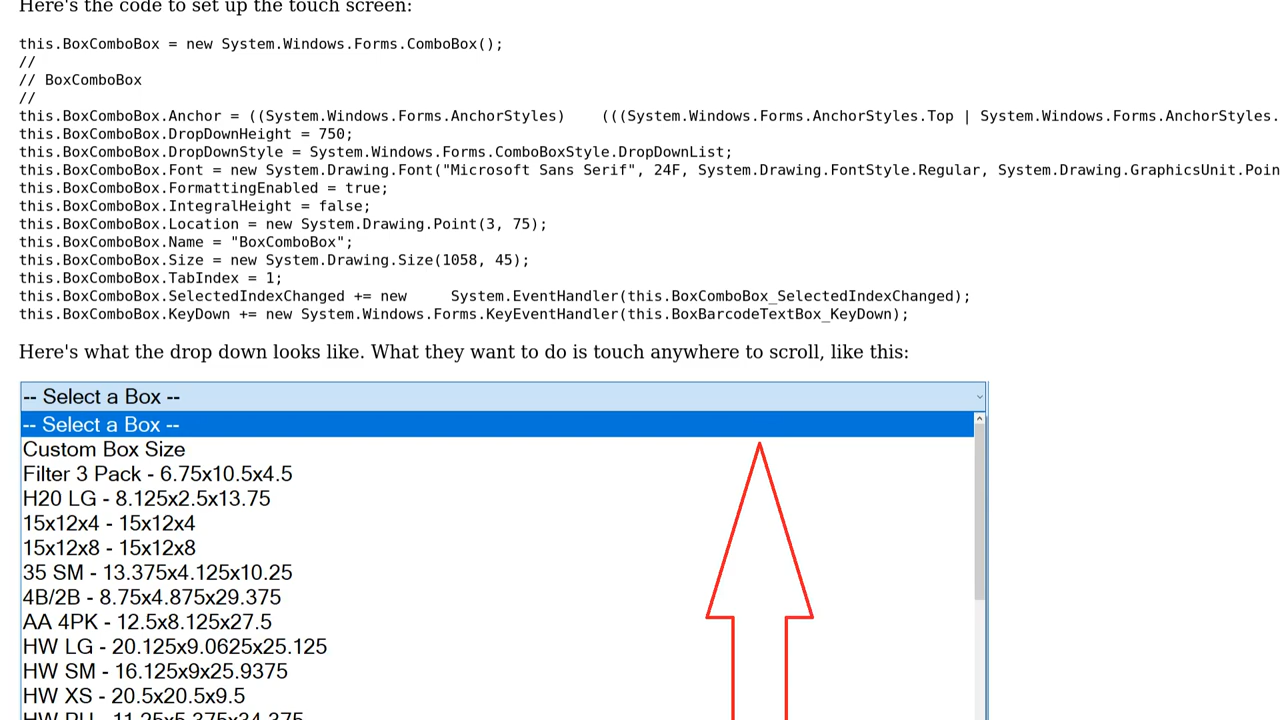 Here's the code to set up the touch screen:
this.BoxComboBox = new System.Windows.Forms.ComboBox();
//
// BoxComboBox
//
this.BoxComboBox.Anchor = ((System.Windows.Forms.AnchorStyles)    (((System.Windows.Forms.AnchorStyles.Top | System.Windows.Forms.AnchorStyles.
this.BoxComboBox.DropDownHeight = 750;
this.BoxComboBox.DropDownStyle = System.Windows.Forms.ComboBoxStyle.DropDownList;
this.BoxComboBox.Font = new System.Drawing.Font("Microsoft Sans Serif", 24F, System.Drawing.FontStyle.Regular, System.Drawing.GraphicsUnit.Poin
this.BoxComboBox.FormattingEnabled = true;
this.BoxComboBox.IntegralHeight = false;
this.BoxComboBox.Location = new System.Drawing.Point(3, 75);
this.BoxComboBox.Name = "BoxComboBox";
this.BoxComboBox.Size = new System.Drawing.Size(1058, 45);
this.BoxComboBox.TabIndex = 1;
this.BoxComboBox.SelectedIndexChanged += new     System.EventHandler(this.BoxComboBox_SelectedIndexChanged);
this.BoxComboBox.KeyDown += new System.Windows.Forms.KeyEventHandler(this.BoxBarcodeTextBox_KeyDown);
Here's what the drop down looks like. What they want to do is touch anywhere to scroll, like this:
-- Select a Box --
-- Select a Box --
Custom Box Size
Filter 3 Pack - 6.75x10.5x4.5
H20 LG - 8.125x2.5x13.75
15x12x4 - 15x12x4
15x12x8 - 15x12x8
35 SM - 13.375x4.125x10.25
4B/2B - 8.75x4.875x29.375
AA 4PK - 12.5x8.125x27.5
HW LG - 20.125x9.0625x25.125
HW SM - 16.125x9x25.9375
HW XS - 20.5x20.5x9.5